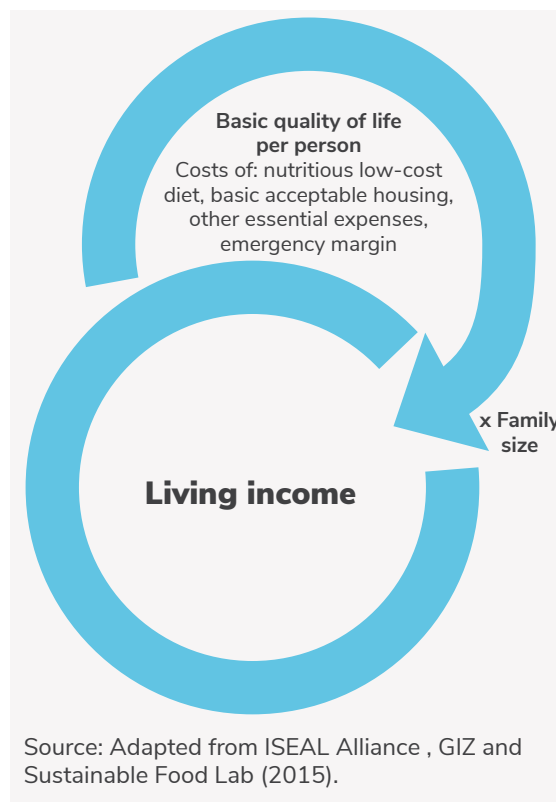 Basic quality of life
per person
Costs of: nutritious low-cost
diet, basic acceptable housing,
other essential expenses,
emergency margin
x Family
size
Living income
Source: Adapted from ISEAL Alliance , GIZ and
Sustainable Food Lab (2015).